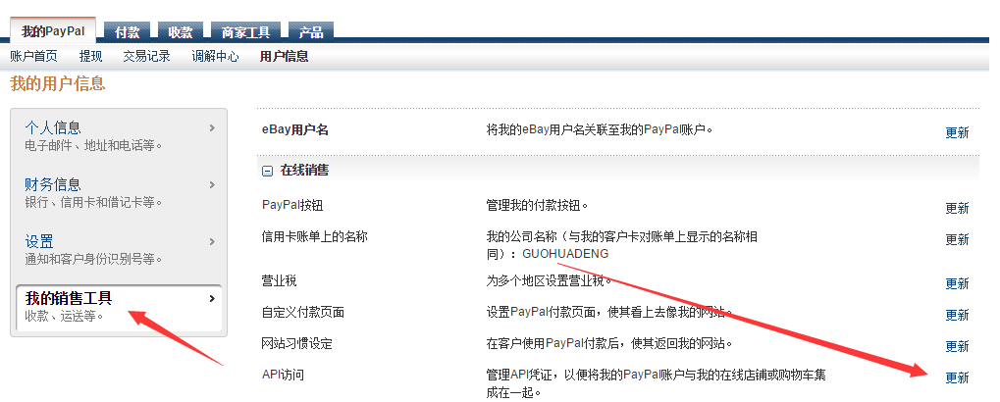 我的PayPal 付款 收款 商家工具 产品
账户首页 提现 交易记录 调解中心 用户信息
我的用户信息
个人信息
电子邮件、地址和电话等。
财务信息
银行、信用卡和借记卡等。
设置
通知和客户身份识别号等。
我的销售工具
收款、运送等。
eBay用户名 将我的eBay用户名关联至我的PayPal账户。 更新
在线销售
PayPal按钮 管理我的付款按钮。 更新
信用卡账单上的名称 我的公司名称（与我的客户卡对账单上显示的名称相 更新
同）：GUOHUADENG
营业税 为多个地区设置营业税。 更新
自定义付款页面 设置PayPal付款页面，使其看上去像我的网站。 更新
网站习惯设定 在客户使用PayPal付款后，使其返回我的网站。 更新
API访问 管理API凭证，以便将我的PayPal账户与我的在线店铺或购物车集 更新
成在一起。